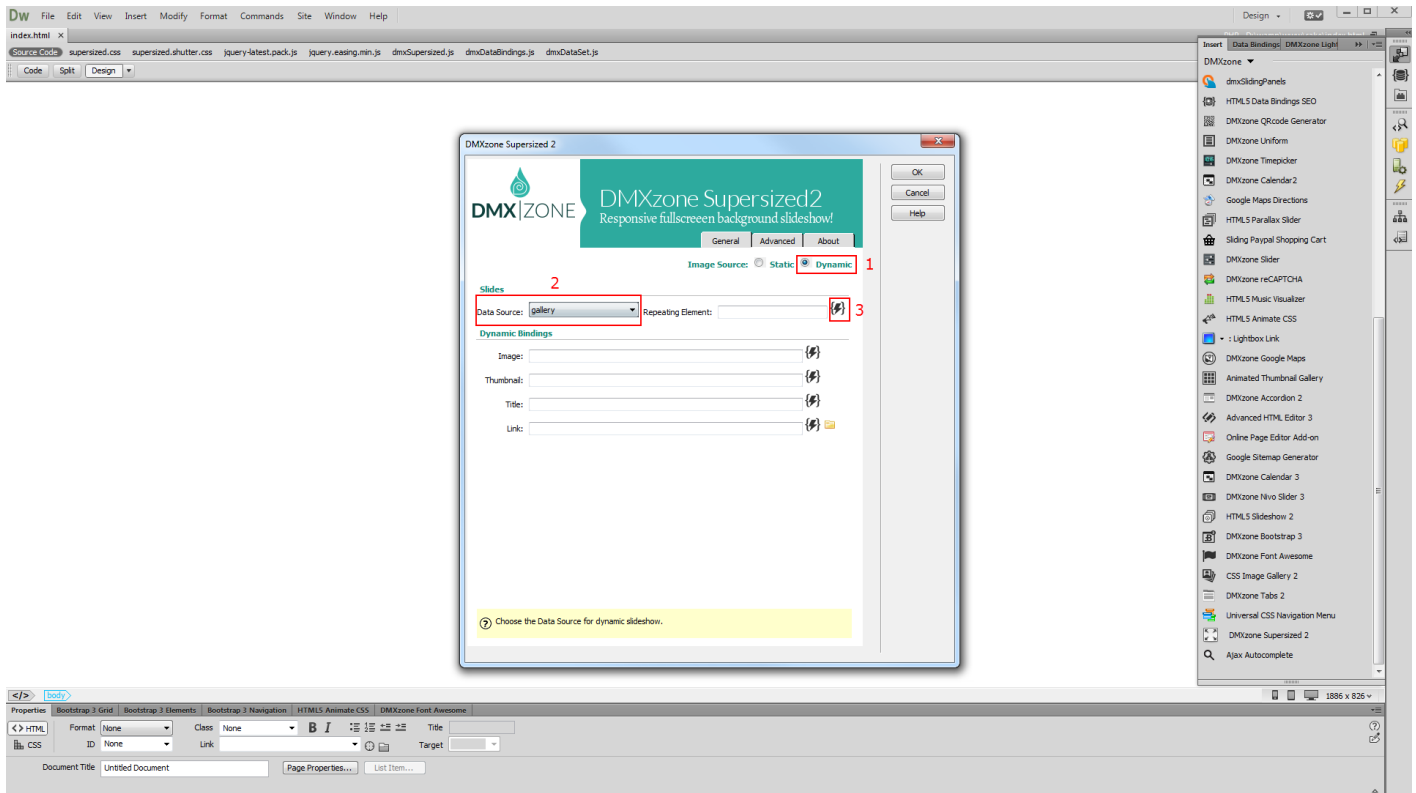 DW File Edit View Insert Modify Format Commands Site Window Help Design
index.html ×
Source Code supersized.css supersized.shutter.css jquery-latest.pack.js jquery.easing.min.js dmxSupersized.js dmxDataBindings.js dmxDataSet.js
Code Split Design
DMXzone Supersized 2
DMX|ZONE
DMXzone Supersized2
Responsive fullscreeen background slideshow!
General Advanced About
OK
Cancel
Help
Image Source: Static Dynamic 1
2
Slides
Data Source: gallery Repeating Element: 3
Dynamic Bindings
Image:
Thumbnail:
Title:
Link:
Choose the Data Source for dynamic slideshow.
Insert Data Bindings DMXzone Light
DMXzone
dmxSlidingPanels
HTML5 Data Bindings SEO
DMXzone QRcode Generator
DMXzone Uniform
DMXzone Timepicker
DMXzone Calendar2
Google Maps Directions
HTML5 Parallax Slider
Sliding Paypal Shopping Cart
DMXzone Slider
DMXzone reCAPTCHA
HTML5 Music Visualizer
HTML5 Animate CSS
: Lightbox Link
DMXzone Google Maps
Animated Thumbnail Gallery
DMXzone Accordion 2
Advanced HTML Editor 3
Online Page Editor Add-on
Google Sitemap Generator
DMXzone Calendar 3
DMXzone Nivo Slider 3
HTML5 Slideshow 2
DMXzone Bootstrap 3
DMXzone Font Awesome
CSS Image Gallery 2
DMXzone Tabs 2
Universal CSS Navigation Menu
DMXzone Supersized 2
Ajax Autocomplete
</> body 1886 x 826
Properties Bootstrap 3 Grid Bootstrap 3 Elements Bootstrap 3 Navigation HTML5 Animate CSS DMXzone Font Awesome
<> HTML Format None Class None B I Title
CSS ID None Link Target
Document Title Untitled Document Page Properties... List Item...